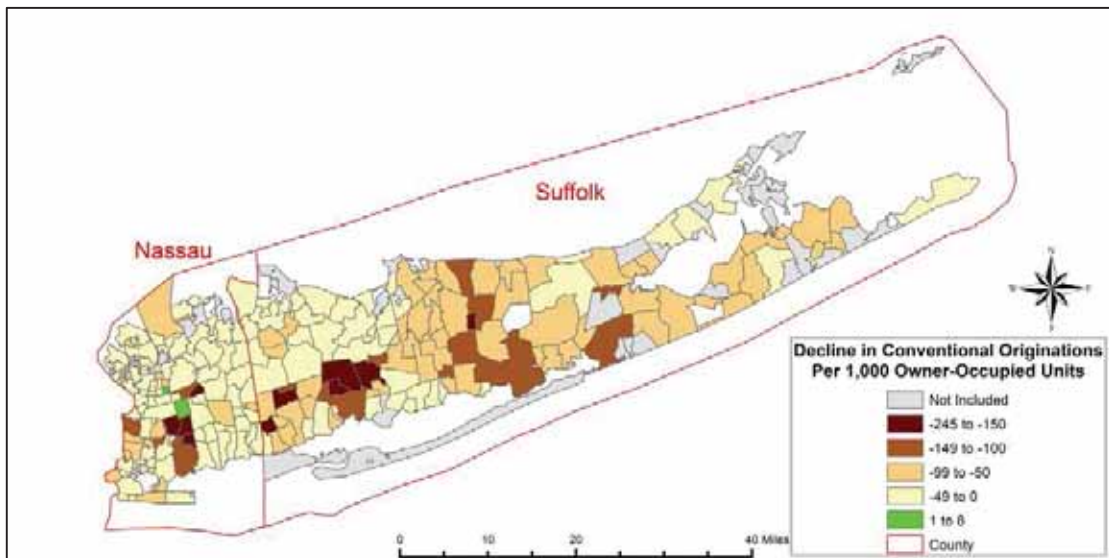 Suffolk
Nassau
N
W
E
S
Decline in Conventional Originations
Per 1,000 Owner-Occupied Units
Not Included
-245 to -150
-149 to -100
-99 to -50
-49 to 0
1 to 8
County
0 20 40 Miles